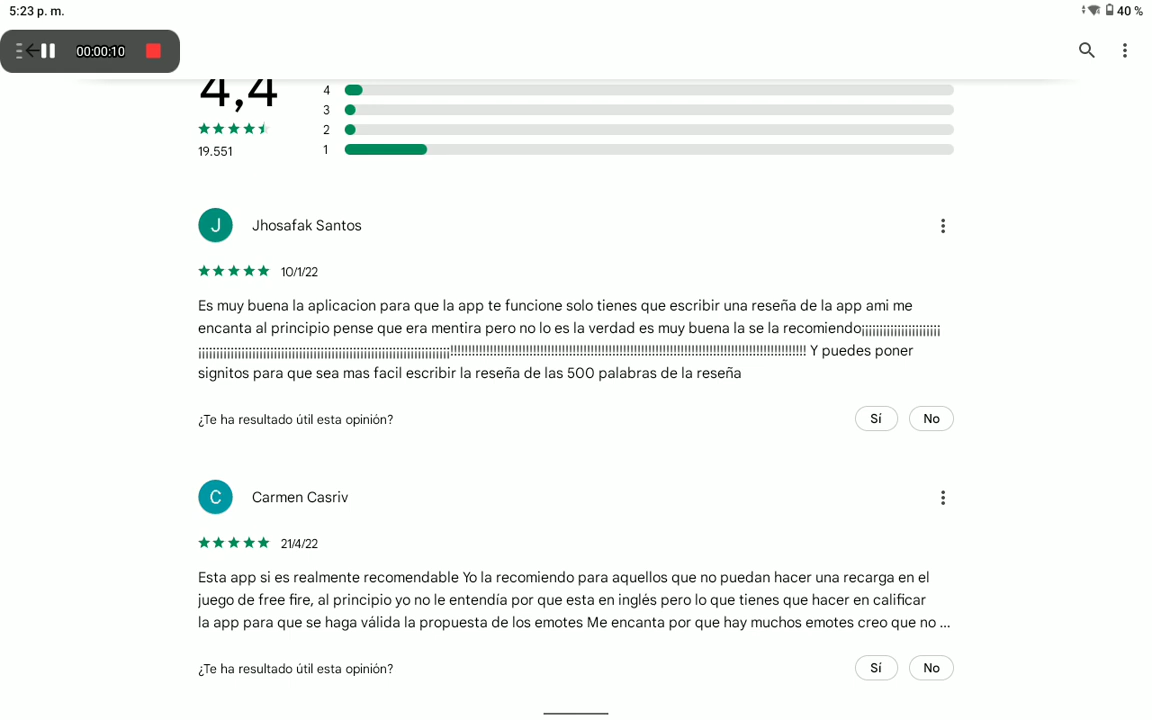 5:23 p. m.
40 %
00:00:10
4,4
4
3
2
19.551
1
J
Jhosafak Santos
10/1/22
Es muy buena la aplicacion para que la app te funcione solo tienes que escribir una reseña de la app ami me
encanta al principio pense que era mentira pero no lo es la verdad es muy buena la se la recomiendo¡¡¡¡¡¡¡¡¡¡¡¡¡¡¡¡¡¡¡¡¡¡
¡¡¡¡¡¡¡¡¡¡¡¡¡¡¡¡¡¡¡¡¡¡¡¡¡¡¡¡¡¡¡¡¡¡¡¡¡¡¡¡¡¡¡¡¡¡¡¡¡¡¡¡¡¡¡¡¡¡¡¡¡¡¡¡¡¡¡¡¡¡!!!!!!!!!!!!!!!!!!!!!!!!!!!!!!!!!!!!!!!!!!!!!!!!!!!!!!!!!!!!!!!!!!!!!!!!!!!!!!!!!!!!!!!!!!!!!!!!!!! Y puedes poner
signitos para que sea mas facil escribir la reseña de las 500 palabras de la reseña
¿Te ha resultado útil esta opinión?
Sí
No
C
Carmen Casriv
21/4/22
Esta app si es realmente recomendable Yo la recomiendo para aquellos que no puedan hacer una recarga en el
juego de free fire, al principio yo no le entendía por que esta en inglés pero lo que tienes que hacer en calificar
la app para que se haga válida la propuesta de los emotes Me encanta por que hay muchos emotes creo que no ...
¿Te ha resultado útil esta opinión?
Sí
No